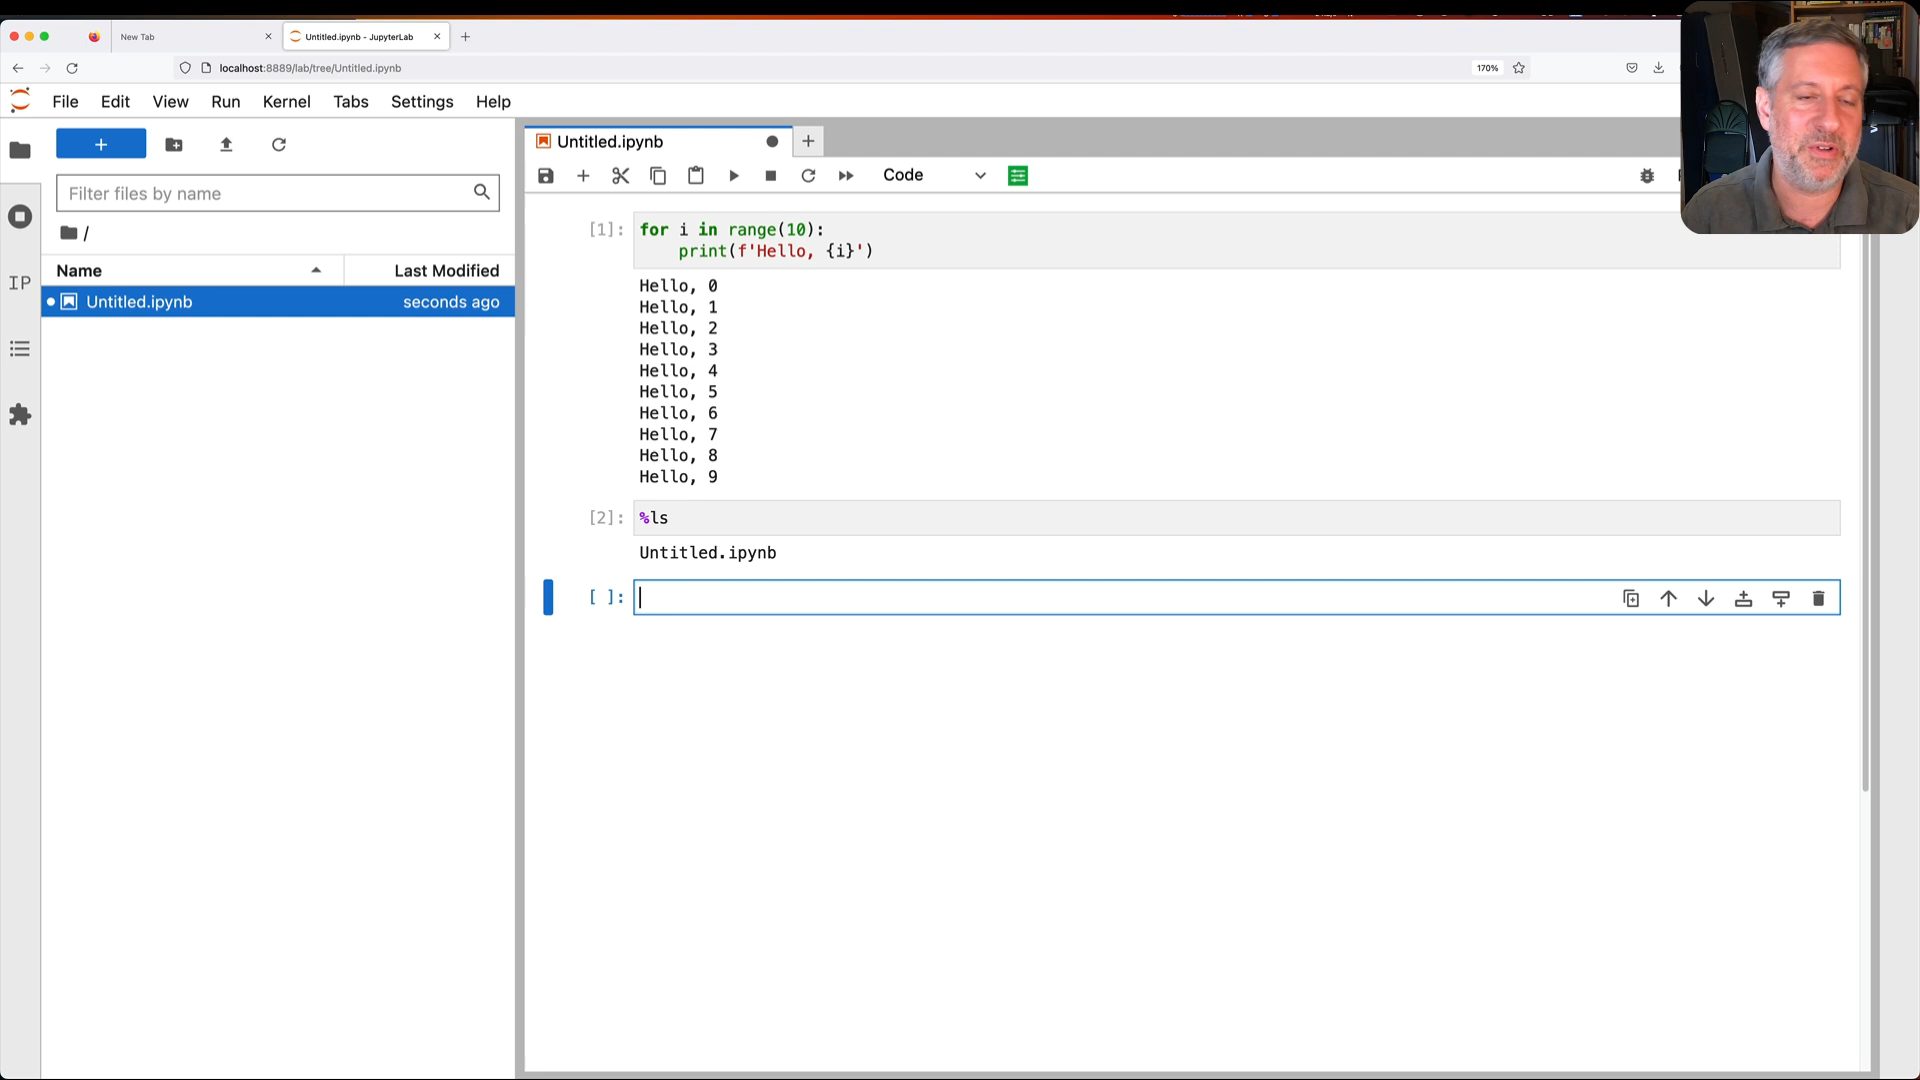 New Tab
Untitled.ipynb - JupyterLab
localhost:8889/lab/tree/Untitled.ipynb
170%
File Edit View Run Kernel Tabs Settings Help
Untitled.ipynb
Code
Filter files by name
/
Name Last Modified
Untitled.ipynb seconds ago
IP
[1]: for i in range(10):
print(f'Hello, {i}')
Hello, 0
Hello, 1
Hello, 2
Hello, 3
Hello, 4
Hello, 5
Hello, 6
Hello, 7
Hello, 8
Hello, 9
[2]: %ls
Untitled.ipynb
[ ]: